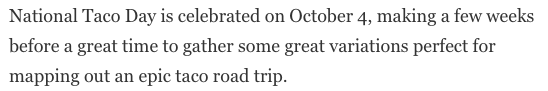 National Taco Day is celebrated on October 4, making a few weeks
before a great time to gather some great variations perfect for
mapping out an epic taco road trip.